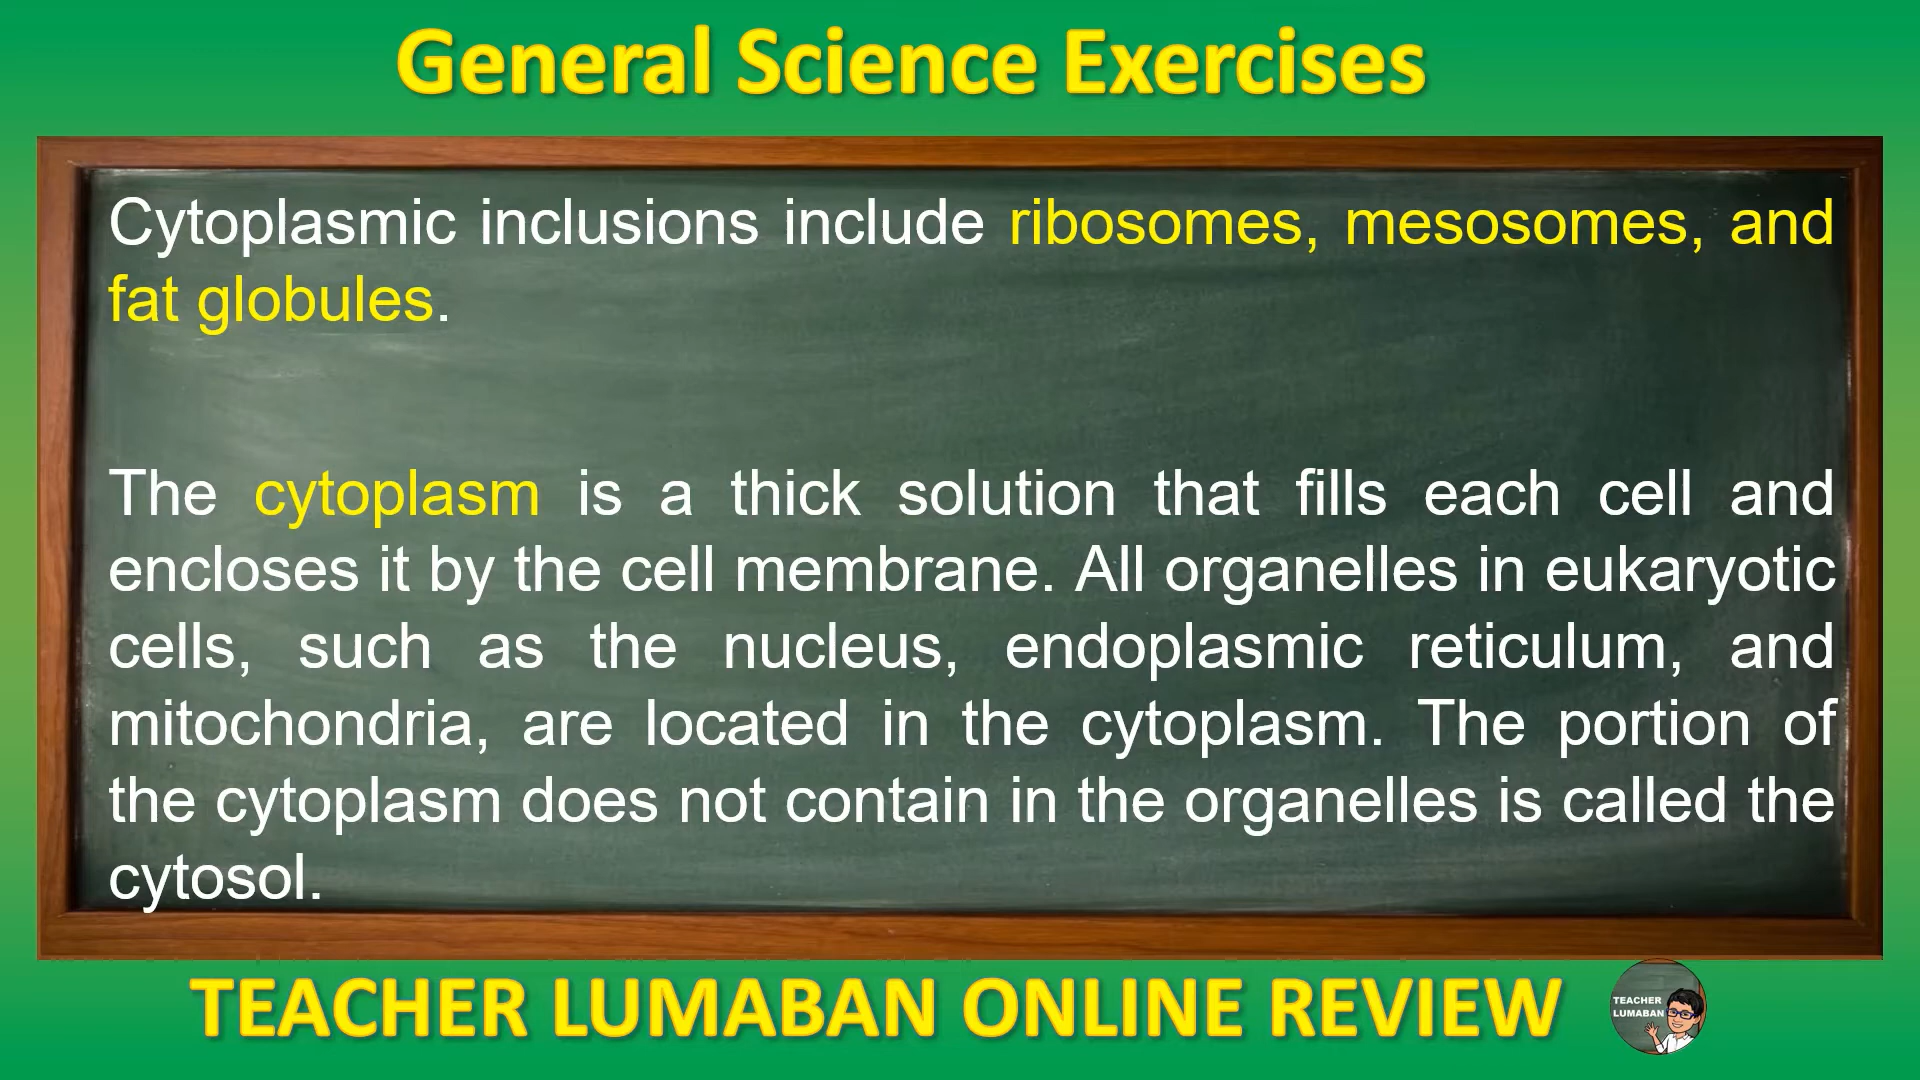 General Science Exercises
Cytoplasmic inclusions include ribosomes, mesosomes, and
fat globules.
The cytoplasm is a thick solution that fills each cell and
encloses it by the cell membrane. All organelles in eukaryotic
cells, such as the nucleus, endoplasmic reticulum, and
mitochondria, are located in the cytoplasm. The portion of
the cytoplasm does not contain in the organelles is called the
cytosol.
TEACHER LUMABAN ONLINE REVIEW
TEACHER
LUMABAN